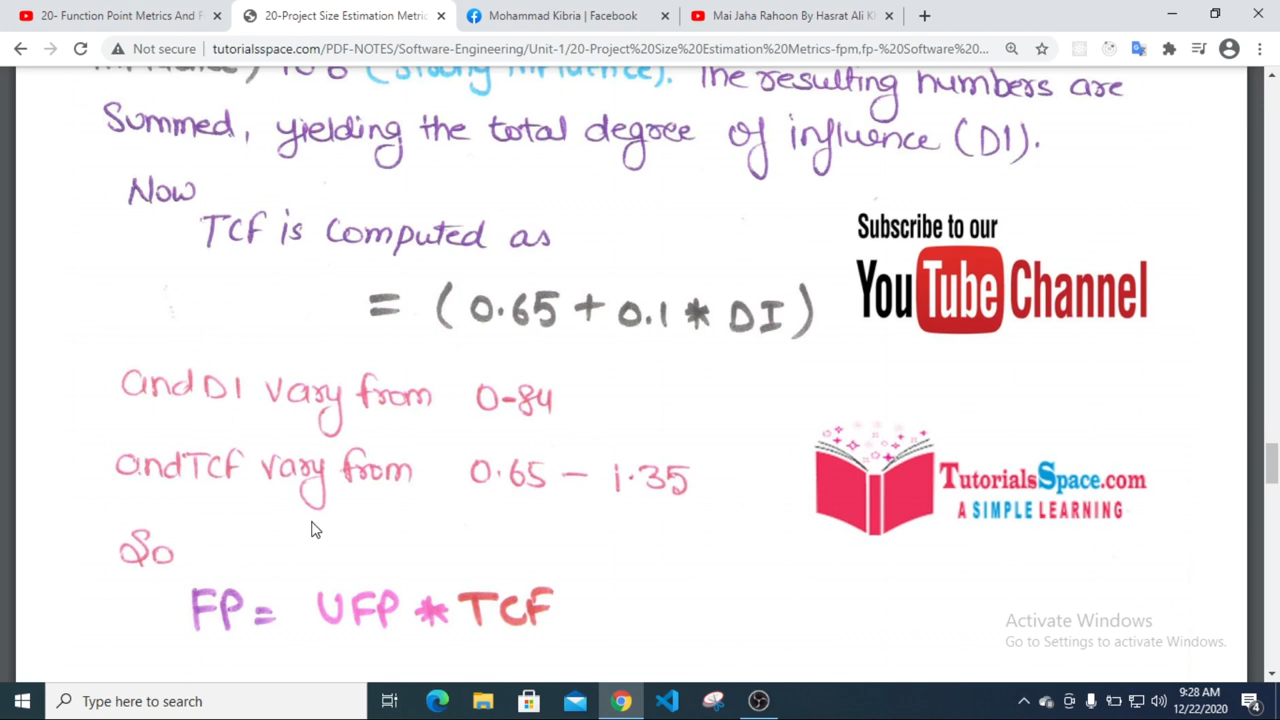 20- Function Point Metrics And F
20-Project Size Estimation Metric
Mohammad Kibria | Facebook
Mai Jaha Rahoon By Hasrat Ali K
Not secure | tutorialsspace.com/PDF-NOTES/Software-Engineering/Unit-1/20-Project%20Size%20Estimation%20Metrics-fpm,fp-%20Software%20...
to 6 (strong influence). The resulting numbers are
Summed, yielding the total degree of influence (DI).
Now
TCF is computed as
= (0.65 + 0.1 * DI)
and DI vary from 0-84
and TCF vary from 0.65 - 1.35
So
FP = UFP * TCF
Subscribe to our
YouTube Channel
TutorialsSpace.com
A SIMPLE LEARNING
Activate Windows
Go to Settings to activate Windows.
Type here to search
9:28 AM
12/22/2020
4